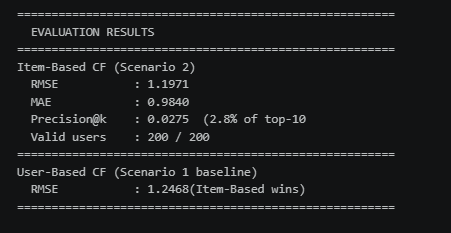 ======================================================
EVALUATION RESULTS
======================================================
Item-Based CF (Scenario 2)
RMSE : 1.1971
MAE : 0.9840
Precision@k : 0.0275 (2.8% of top-10
Valid users : 200 / 200
======================================================
User-Based CF (Scenario 1 baseline)
RMSE : 1.2468(Item-Based wins)
======================================================